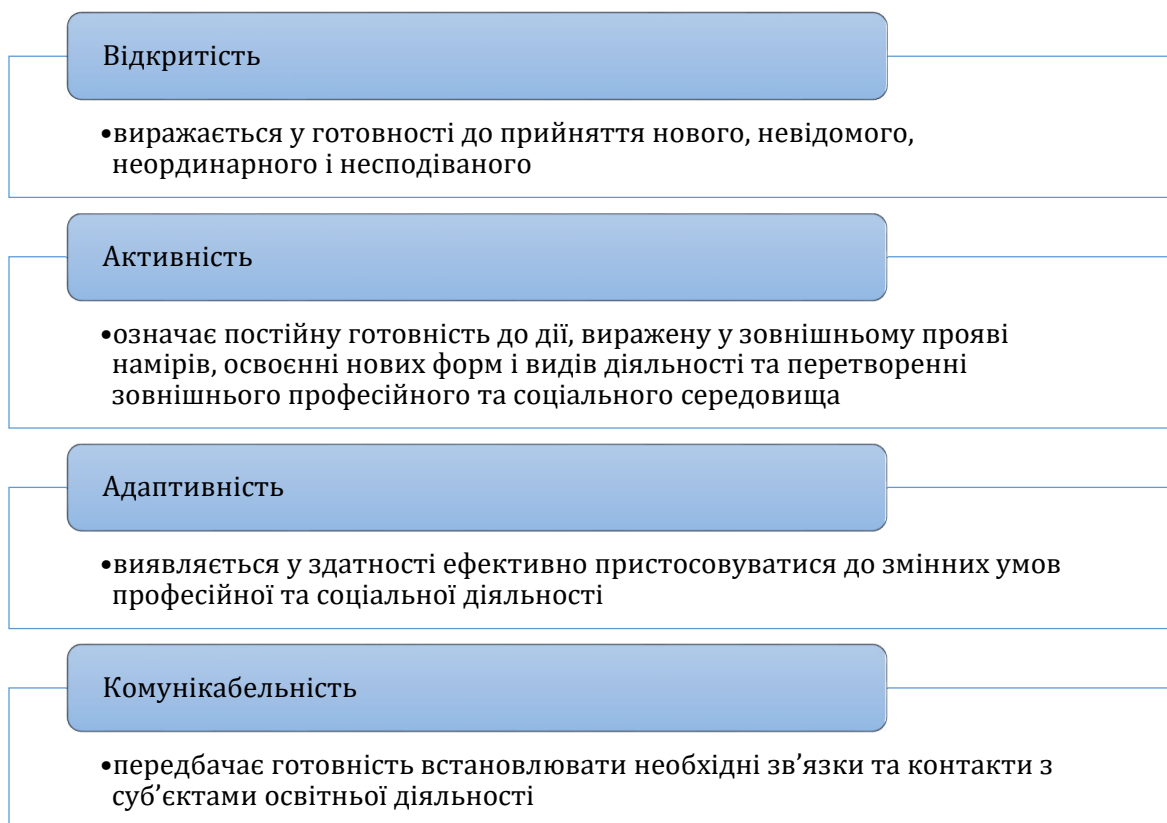 Відкритість
•виражається у готовності до прийняття нового, невідомого,
неординарного і несподіваного
Активність
•означає постійну готовність до дії, виражену у зовнішньому прояві
намірів, освоєнні нових форм і видів діяльності та перетворенні
зовнішнього професійного та соціального середовища
Адаптивність
•виявляється у здатності ефективно пристосовуватися до змінних умов
професійної та соціальної діяльності
Комунікабельність
•передбачає готовність встановлювати необхідні зв’язки та контакти з
суб’єктами освітньої діяльності